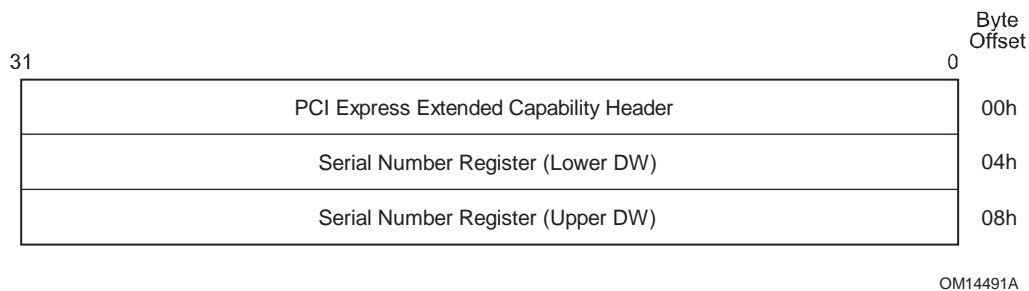 Byte
Offset
31 0
PCI Express Extended Capability Header 00h
Serial Number Register (Lower DW) 04h
Serial Number Register (Upper DW) 08h
OM14491A